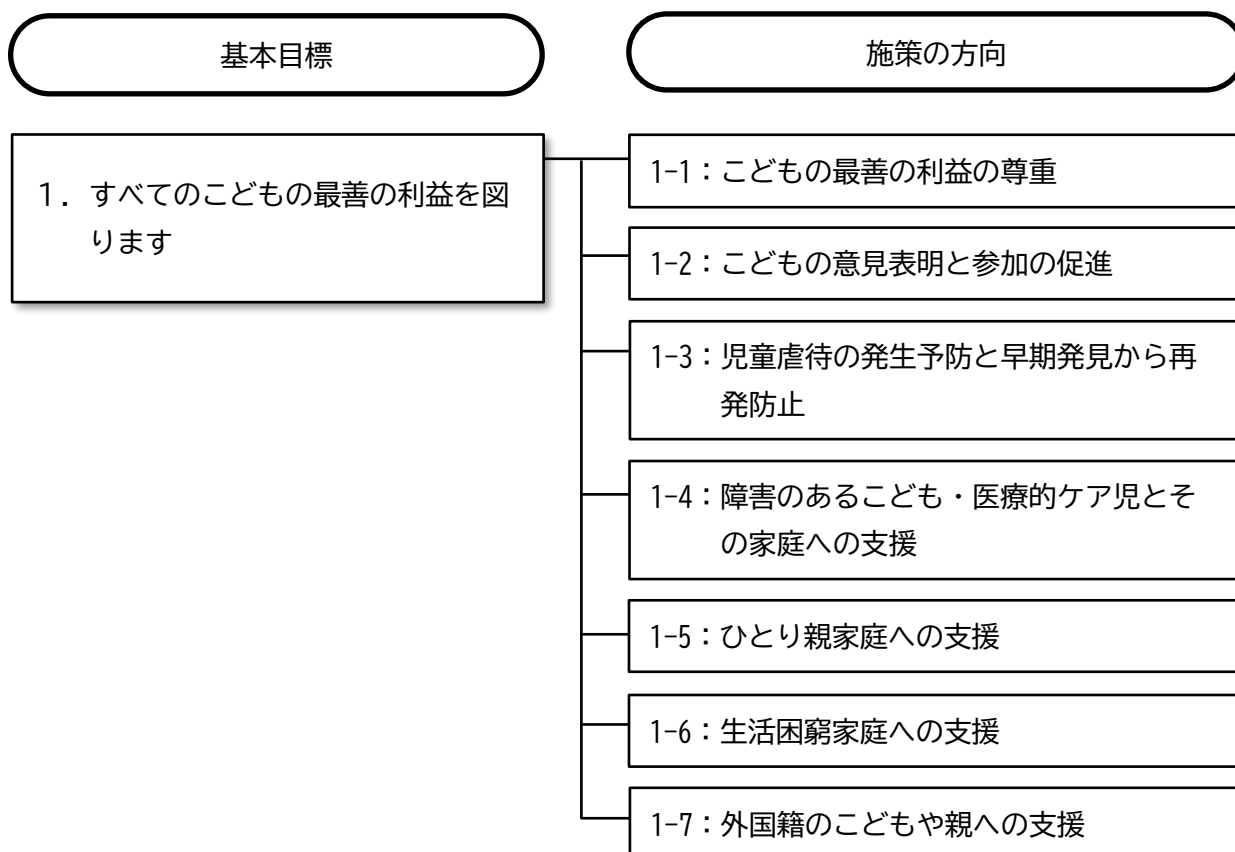 基本目標
施策の方向
１．すべてのこどもの最善の利益を図
ります
1-1：こどもの最善の利益の尊重
1-2：こどもの意見表明と参加の促進
1-3：児童虐待の発生予防と早期発見から再
発防止
1-4：障害のあるこども・医療的ケア児とそ
の家庭への支援
1-5：ひとり親家庭への支援
1-6：生活困窮家庭への支援
1-7：外国籍のこどもや親への支援